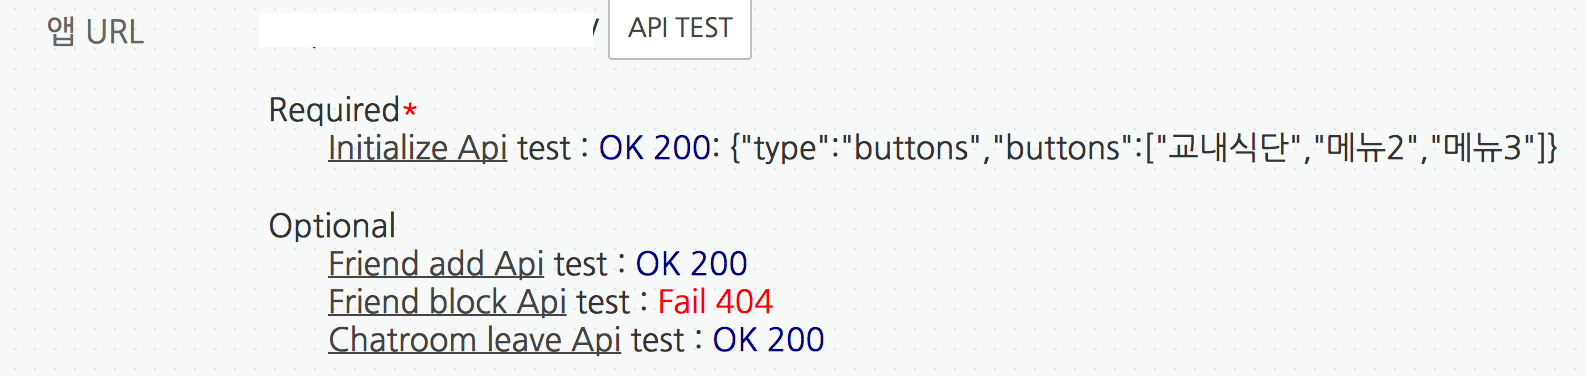 앱 URL / API TEST
Required*
Initialize Api test : OK 200: {"type":"buttons","buttons":["교내식단","메뉴2","메뉴3"]}
Optional
Friend add Api test : OK 200
Friend block Api test : Fail 404
Chatroom leave Api test : OK 200